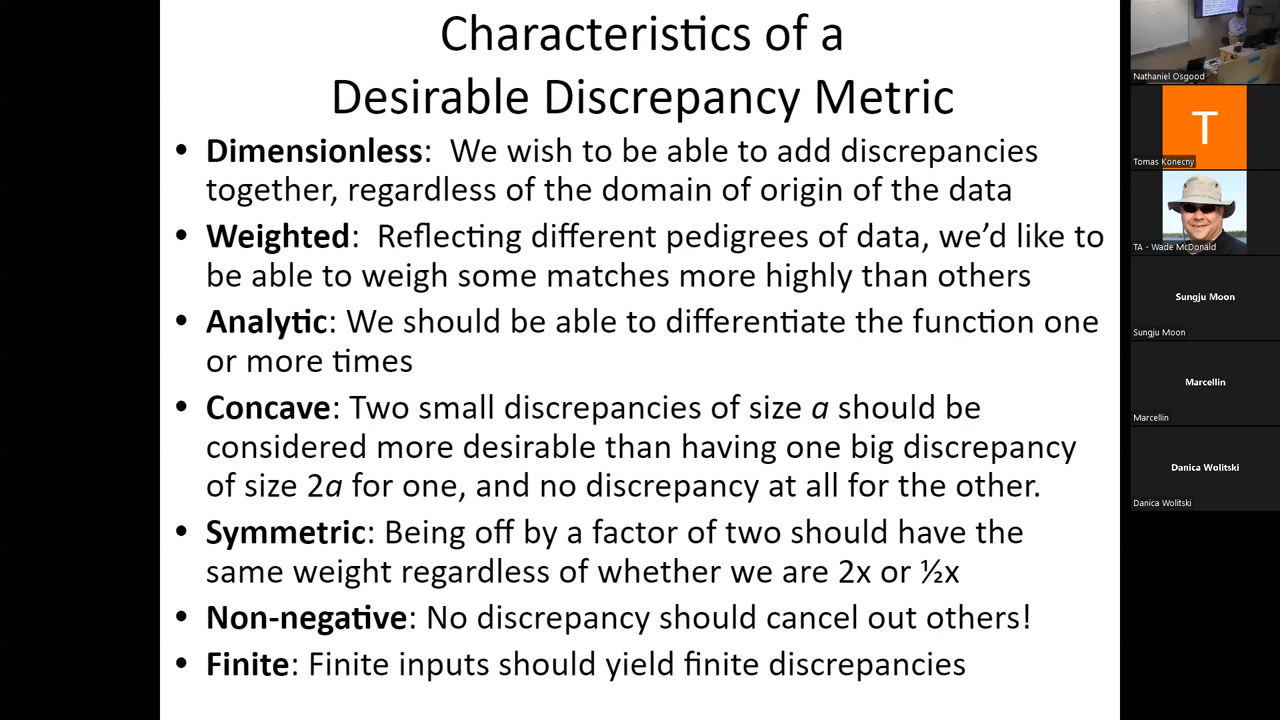 Characteristics of a
Desirable Discrepancy Metric
• Dimensionless:  We wish to be able to add discrepancies
together, regardless of the domain of origin of the data
• Weighted:  Reflecting different pedigrees of data, we’d like to
be able to weigh some matches more highly than others
• Analytic: We should be able to differentiate the function one
or more times
• Concave: Two small discrepancies of size a should be
considered more desirable than having one big discrepancy
of size 2a for one, and no discrepancy at all for the other.
• Symmetric: Being off by a factor of two should have the
same weight regardless of whether we are 2x or ½x
• Non-negative: No discrepancy should cancel out others!
• Finite: Finite inputs should yield finite discrepancies
Nathaniel Osgood
T
Tomas Konecny
TA - Wade McDonald
Sungju Moon
Sungju Moon
Marcellin
Marcellin
Danica Wolitski
Danica Wolitski